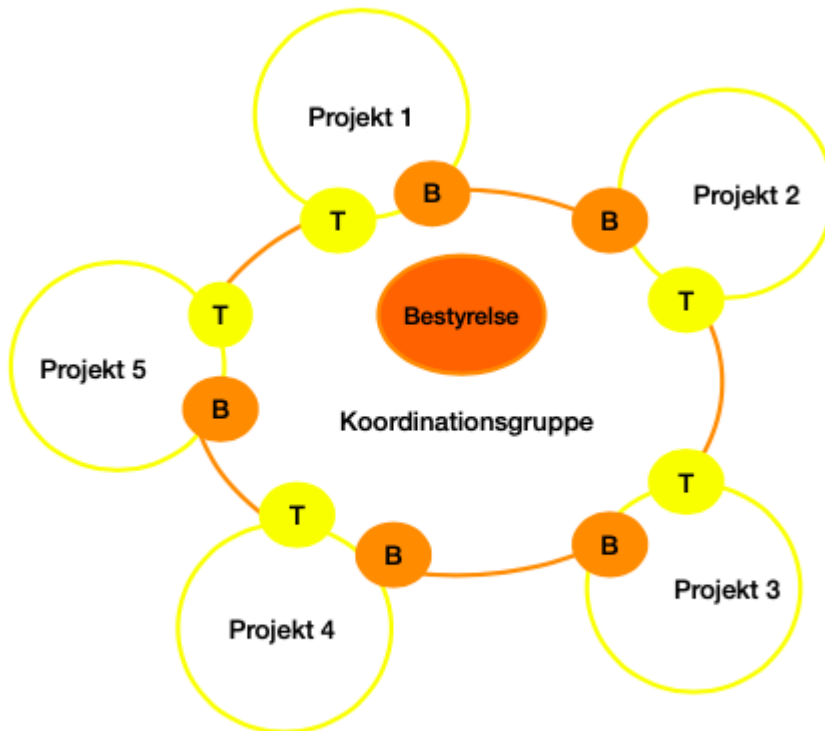 Projekt 1
B
T
B
Projekt 2
T
Bestyrelse
T
Projekt 5
B
Koordinationsgruppe
T
T
B
B
Projekt 3
Projekt 4